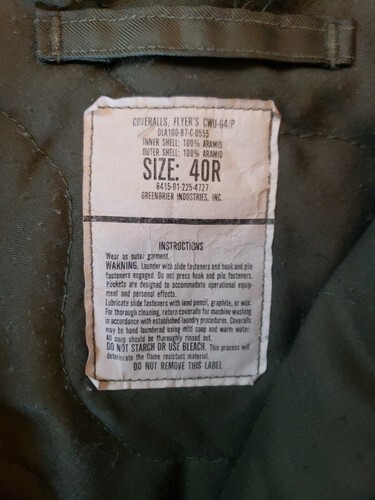 COVERALLS, FLYER'S CWU-64/P
DLA100-87-C-0555
INNER SHELL: 100% ARAMID
OUTER SHELL: 100% ARAMID
SIZE: 40R
8415-01-225-4727
GREENBRIER INDUSTRIES, INC.
INSTRUCTIONS
Wear as outer garment.
WARNING. Launder with slide fasteners and hook and pile
fasteners engaged. Do not press hook and pile fasteners.
Pockets are designed to accommodate operational equip-
ment and personal effects.
Lubricate slide fasteners with lead pencil, graphite, or wax.
For thorough cleaning, return coveralls for machine washing
in accordance with established laundry procedures. Coveralls
may be hand laundered using mild soap and warm water.
All soap should be thoroughly rinsed out.
DO NOT STARCH OR USE BLEACH. This process will
deteriorate the flame resistant material.
DO NOT REMOVE THIS LABEL